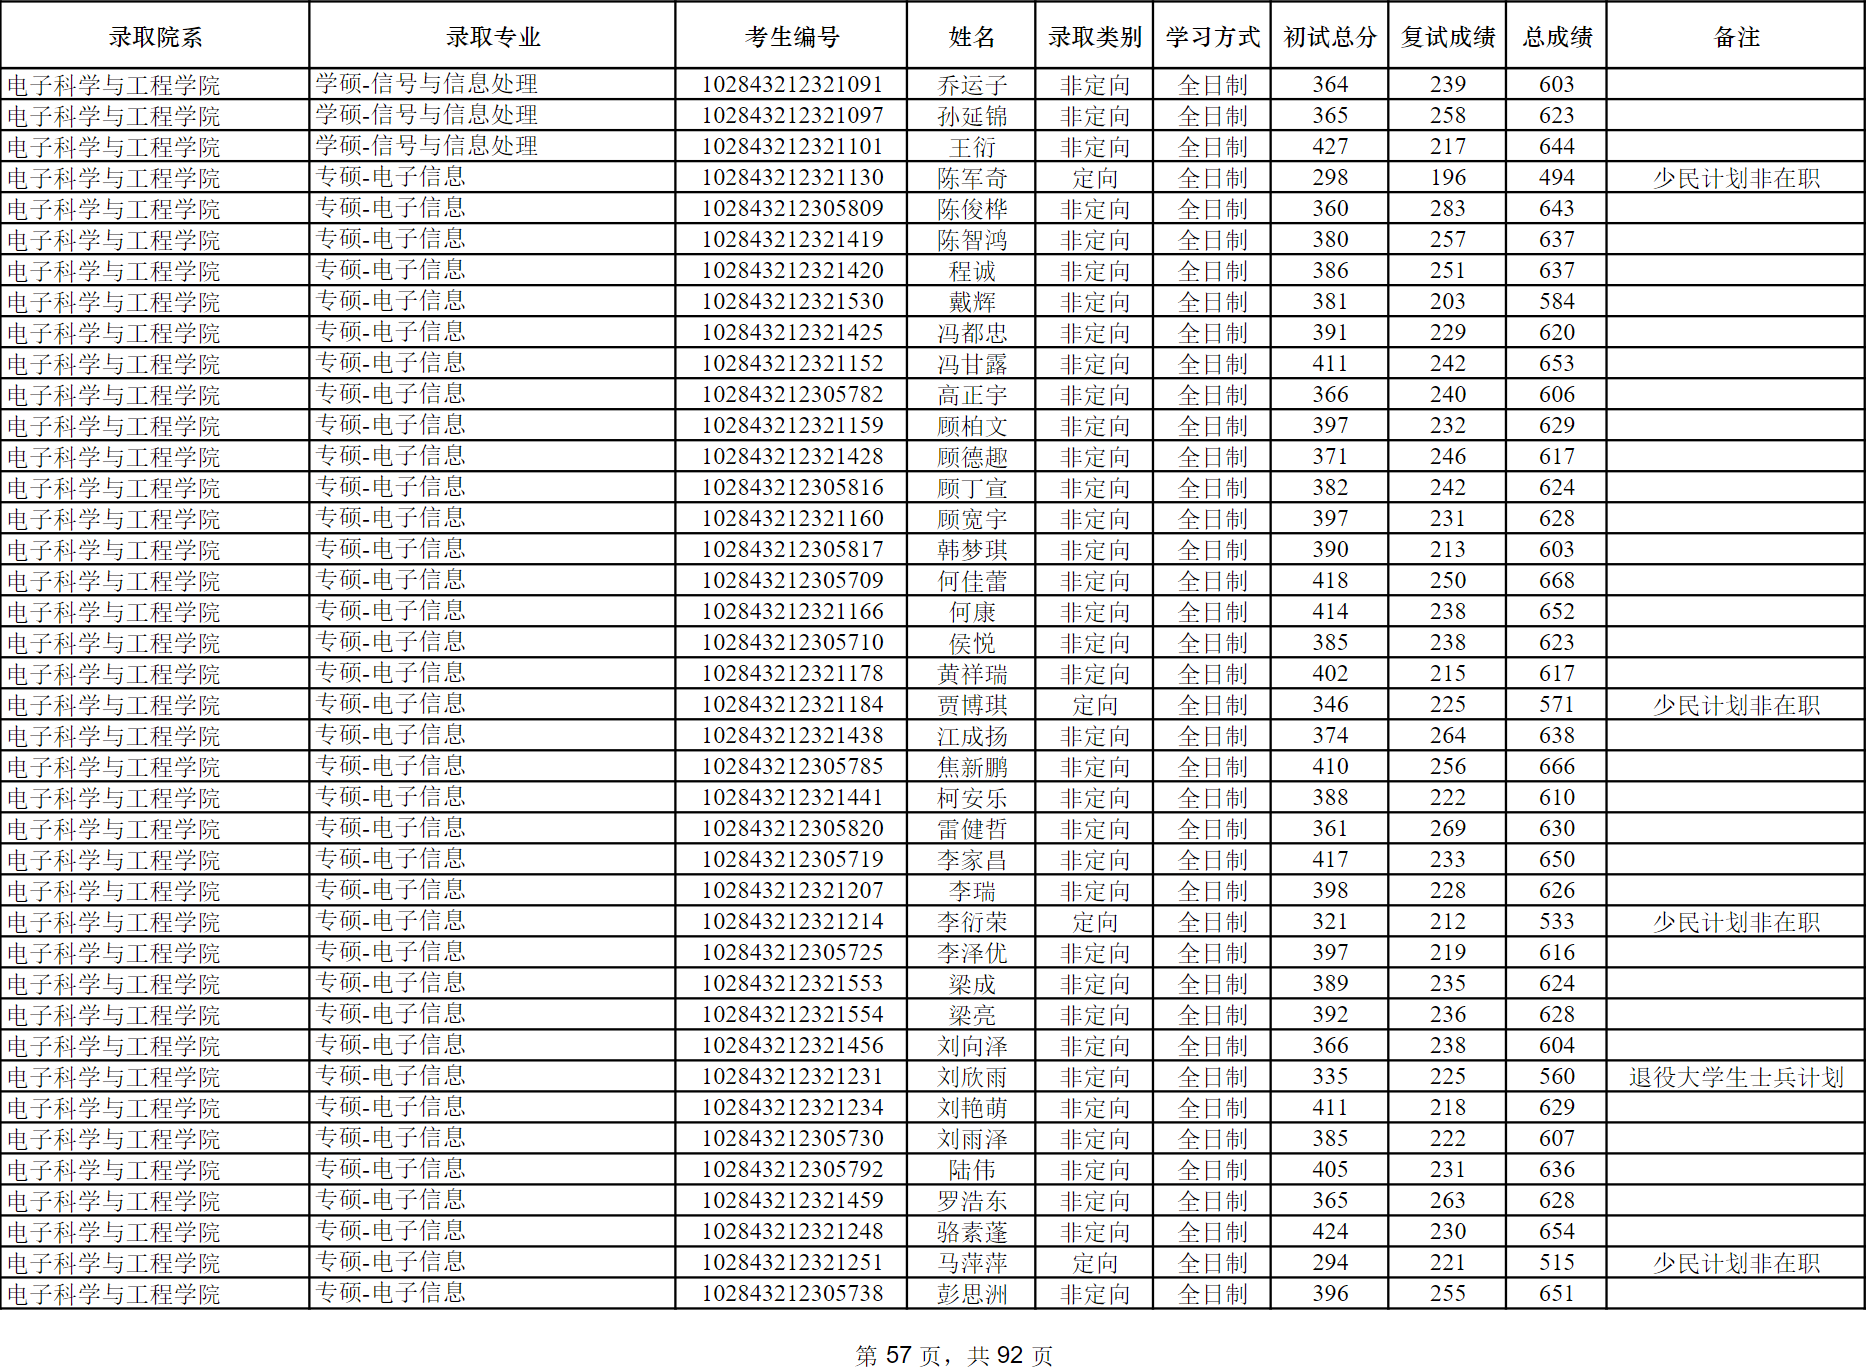 录取院系 录取专业 考生编号 姓名 录取类别 学习方式 初试总分 复试成绩 总成绩 备注
电子科学与工程学院 学硕-信号与信息处理 102843212321091 乔运子 非定向 全日制 364 239 603
电子科学与工程学院 学硕-信号与信息处理 102843212321097 孙延锦 非定向 全日制 365 258 623
电子科学与工程学院 学硕-信号与信息处理 102843212321101 王衍 非定向 全日制 427 217 644
电子科学与工程学院 专硕-电子信息 102843212321130 陈军奇 定向 全日制 298 196 494 少民计划非在职
电子科学与工程学院 专硕-电子信息 102843212305809 陈俊桦 非定向 全日制 360 283 643
电子科学与工程学院 专硕-电子信息 102843212321419 陈智鸿 非定向 全日制 380 257 637
电子科学与工程学院 专硕-电子信息 102843212321420 程诚 非定向 全日制 386 251 637
电子科学与工程学院 专硕-电子信息 102843212321530 戴辉 非定向 全日制 381 203 584
电子科学与工程学院 专硕-电子信息 102843212321425 冯都忠 非定向 全日制 391 229 620
电子科学与工程学院 专硕-电子信息 102843212321152 冯甘露 非定向 全日制 411 242 653
电子科学与工程学院 专硕-电子信息 102843212305782 高正宇 非定向 全日制 366 240 606
电子科学与工程学院 专硕-电子信息 102843212321159 顾柏文 非定向 全日制 397 232 629
电子科学与工程学院 专硕-电子信息 102843212321428 顾德趣 非定向 全日制 371 246 617
电子科学与工程学院 专硕-电子信息 102843212305816 顾丁宣 非定向 全日制 382 242 624
电子科学与工程学院 专硕-电子信息 102843212321160 顾宽宇 非定向 全日制 397 231 628
电子科学与工程学院 专硕-电子信息 102843212305817 韩梦琪 非定向 全日制 390 213 603
电子科学与工程学院 专硕-电子信息 102843212305709 何佳蕾 非定向 全日制 418 250 668
电子科学与工程学院 专硕-电子信息 102843212321166 何康 非定向 全日制 414 238 652
电子科学与工程学院 专硕-电子信息 102843212305710 侯悦 非定向 全日制 385 238 623
电子科学与工程学院 专硕-电子信息 102843212321178 黄祥瑞 非定向 全日制 402 215 617
电子科学与工程学院 专硕-电子信息 102843212321184 贾博琪 定向 全日制 346 225 571 少民计划非在职
电子科学与工程学院 专硕-电子信息 102843212321438 江成扬 非定向 全日制 374 264 638
电子科学与工程学院 专硕-电子信息 102843212305785 焦新鹏 非定向 全日制 410 256 666
电子科学与工程学院 专硕-电子信息 102843212321441 柯安乐 非定向 全日制 388 222 610
电子科学与工程学院 专硕-电子信息 102843212305820 雷健哲 非定向 全日制 361 269 630
电子科学与工程学院 专硕-电子信息 102843212305719 李家昌 非定向 全日制 417 233 650
电子科学与工程学院 专硕-电子信息 102843212321207 李瑞 非定向 全日制 398 228 626
电子科学与工程学院 专硕-电子信息 102843212321214 李衍荣 定向 全日制 321 212 533 少民计划非在职
电子科学与工程学院 专硕-电子信息 102843212305725 李泽优 非定向 全日制 397 219 616
电子科学与工程学院 专硕-电子信息 102843212321553 梁成 非定向 全日制 389 235 624
电子科学与工程学院 专硕-电子信息 102843212321554 梁亮 非定向 全日制 392 236 628
电子科学与工程学院 专硕-电子信息 102843212321456 刘向泽 非定向 全日制 366 238 604
电子科学与工程学院 专硕-电子信息 102843212321231 刘欣雨 非定向 全日制 335 225 560 退役大学生士兵计划
电子科学与工程学院 专硕-电子信息 102843212321234 刘艳萌 非定向 全日制 411 218 629
电子科学与工程学院 专硕-电子信息 102843212305730 刘雨泽 非定向 全日制 385 222 607
电子科学与工程学院 专硕-电子信息 102843212305792 陆伟 非定向 全日制 405 231 636
电子科学与工程学院 专硕-电子信息 102843212321459 罗浩东 非定向 全日制 365 263 628
电子科学与工程学院 专硕-电子信息 102843212321248 骆素蓬 非定向 全日制 424 230 654
电子科学与工程学院 专硕-电子信息 102843212321251 马萍萍 定向 全日制 294 221 515 少民计划非在职
电子科学与工程学院 专硕-电子信息 102843212305738 彭思洲 非定向 全日制 396 255 651
第 57 页，共 92 页